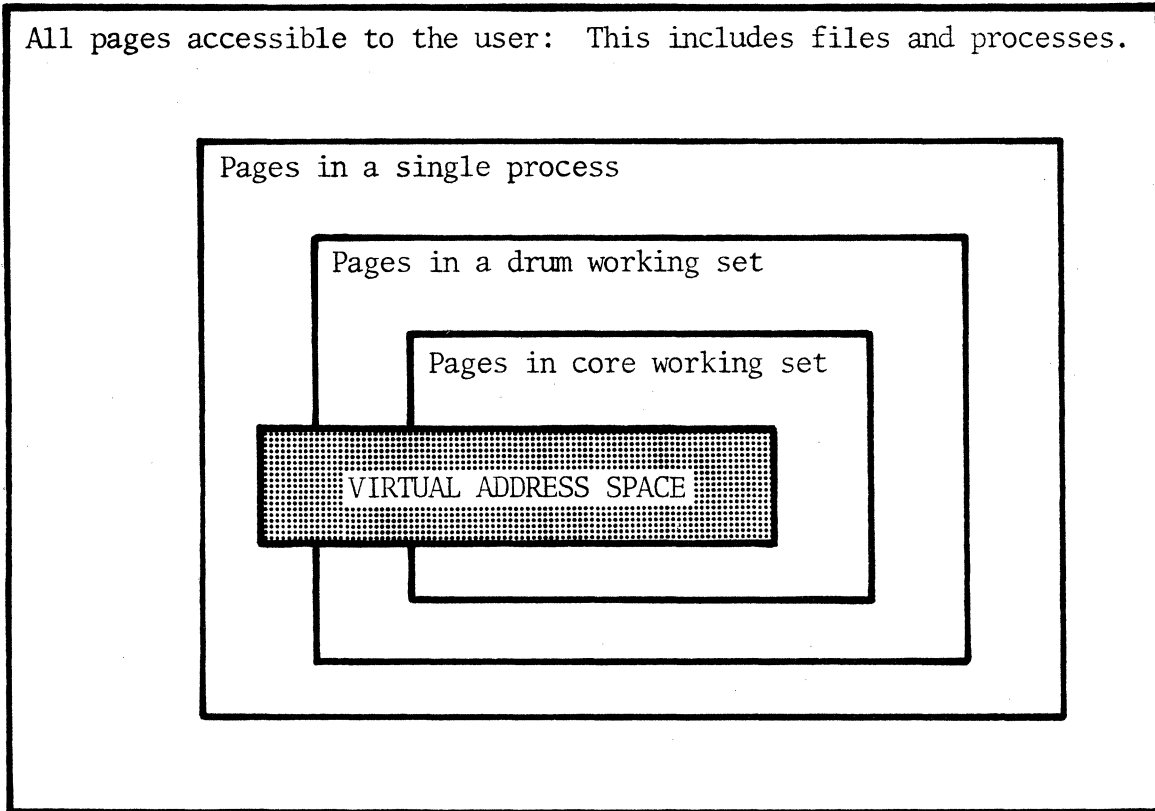 All pages accessible to the user: This includes files and processes.
Pages in a single process
Pages in a drum working set
Pages in core working set
VIRTUAL ADDRESS SPACE